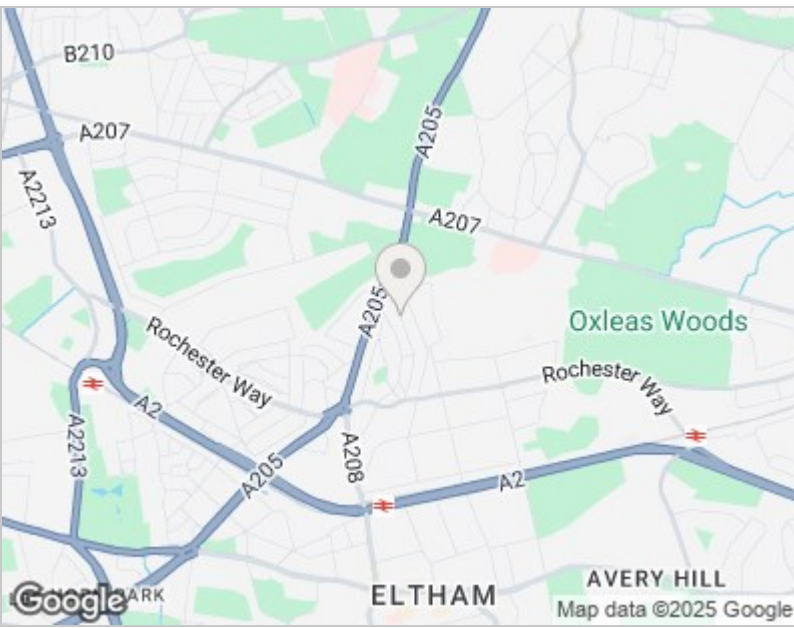 B210
A207
A205
A2213
A207
A205
Oxleas Woods
Rochester Way
Rochester Way
A2
A2213
A208
A205
A2
ELTHAM
AVERY HILL
PARK
Google
Map data ©2025 Google